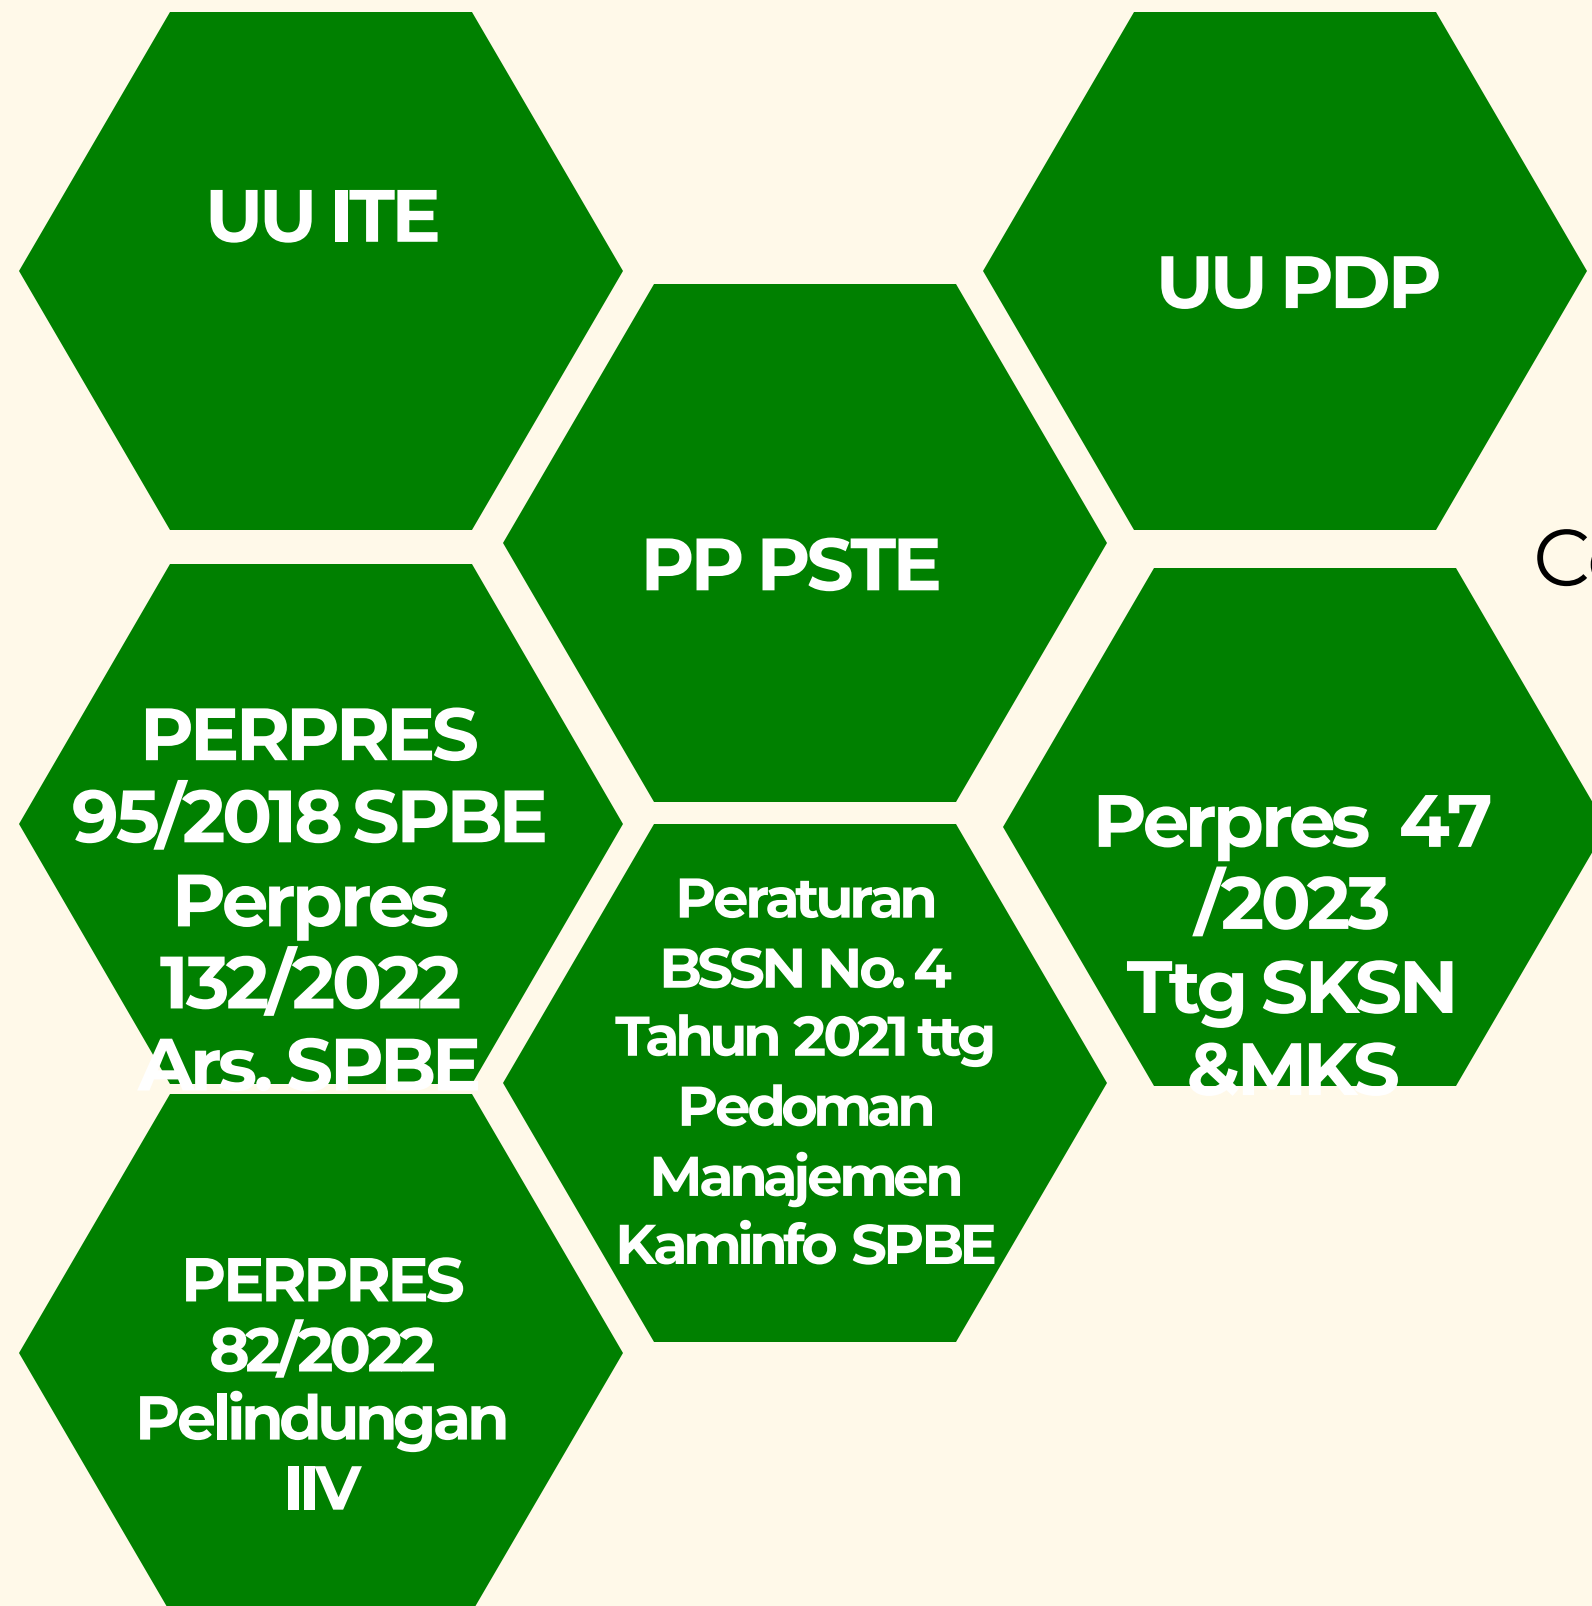 UU ITE
UU PDP
PP PSTE
PERPRES
95/2018 SPBE
Perpres
132/2022
Ars. SPBE
Perpres 47
/2023
Ttg SKSN
&MKS
Peraturan
BSSN No. 4
Tahun 2021 ttg
Pedoman
Manajemen
Kaminfo SPBE
PERPRES
82/2022
Pelindungan
IIV